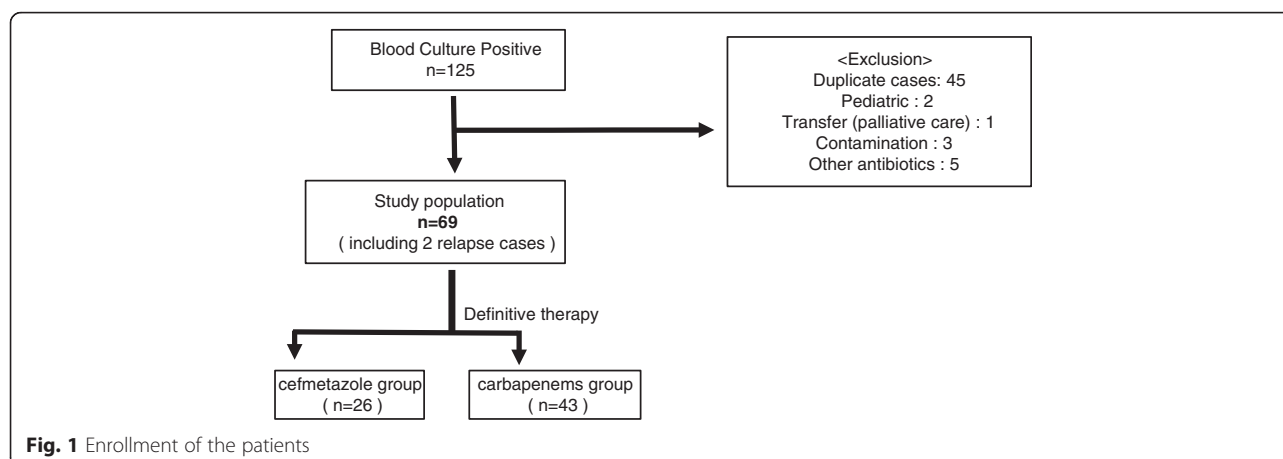 Blood Culture Positive
n=125
<Exclusion>
Duplicate cases: 45
Pediatric : 2
Transfer (palliative care) : 1
Contamination : 3
Other antibiotics : 5
Study population
n=69
( including 2 relapse cases )
Definitive therapy
cefmetazole group
( n=26 )
carbapenems group
( n=43 )
Fig. 1 Enrollment of the patients